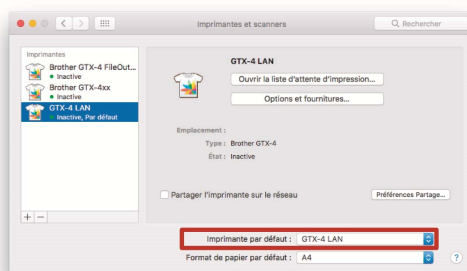 Imprimantes et scanners
Rechercher
Imprimantes
Brother GTX-4 FileOut...
Inactive
Brother GTX-4xx
Inactive
GTX-4 LAN
Inactive, Par défaut
GTX-4 LAN
Ouvrir la liste d'attente d'impression...
Options et fournitures...
Emplacement :
Type : Brother GTX-4
État : Inactive
Partager l'imprimante sur le réseau
Préférences Partage...
+ −
Imprimante par défaut : GTX-4 LAN
Format de papier par défaut : A4
?